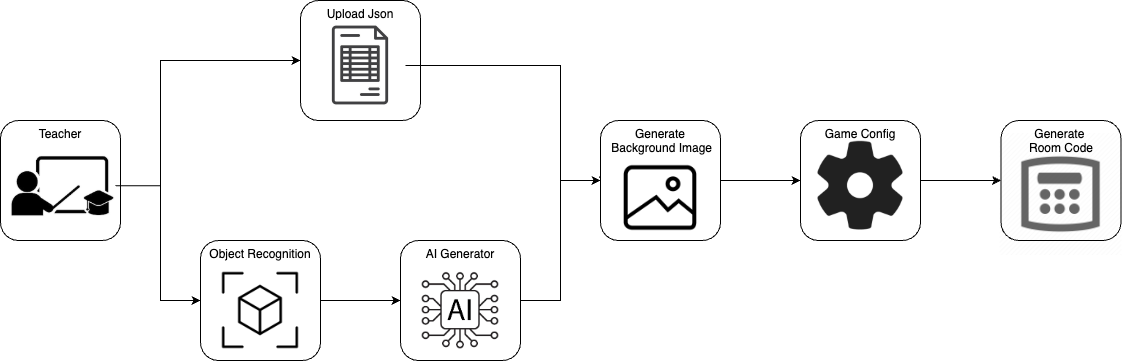 Upload Json
Teacher
Generate
Background Image
Game Config
Generate
Room Code
Object Recognition
AI Generator
AI